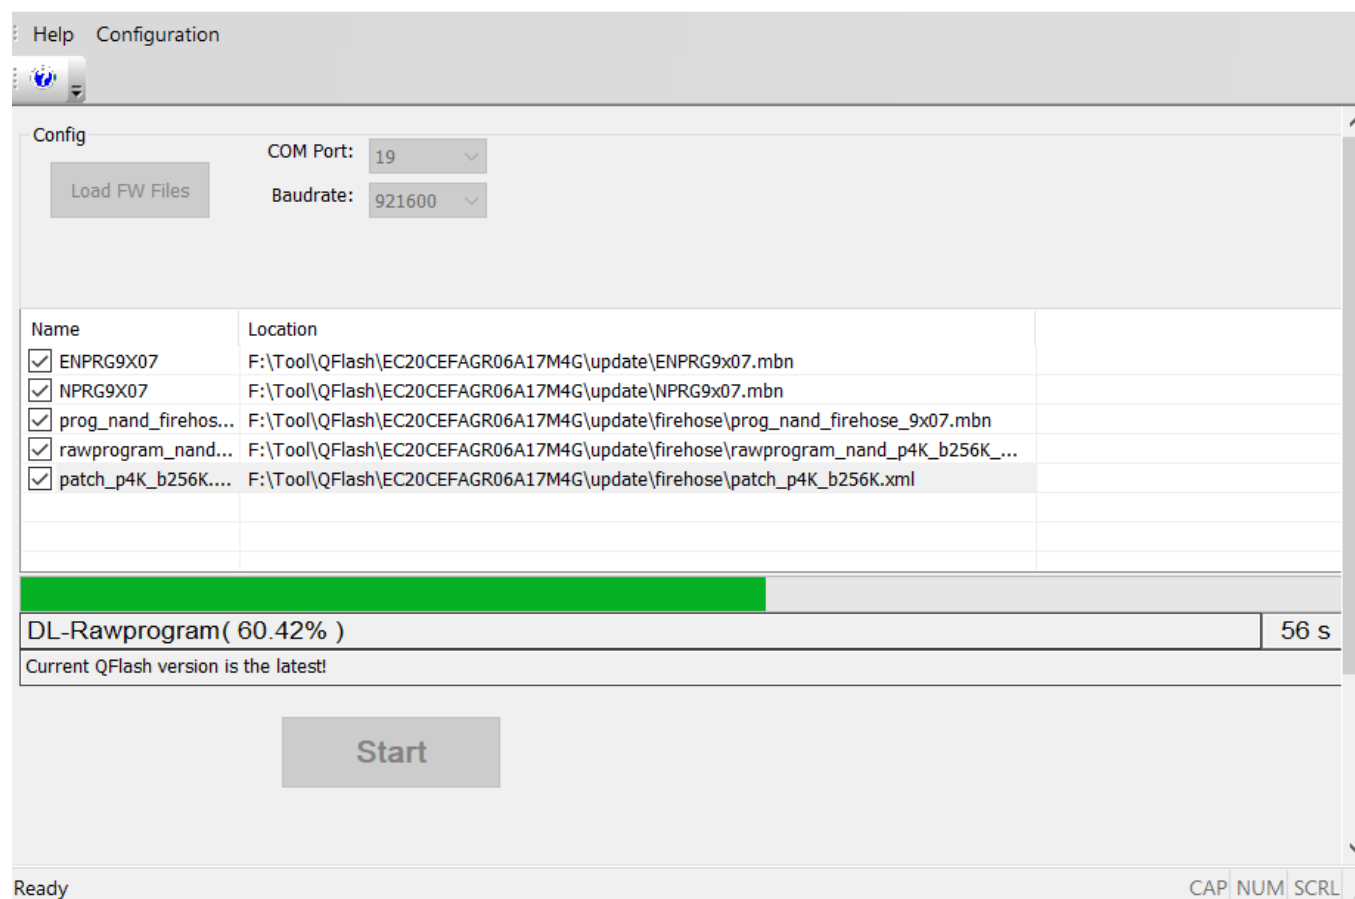 Help Configuration
Config
COM Port: 19
Load FW Files
Baudrate: 921600
Name Location
ENPRG9X07 F:\Tool\QFlash\EC20CEFAGR06A17M4G\update\ENPRG9x07.mbn
NPRG9X07 F:\Tool\QFlash\EC20CEFAGR06A17M4G\update\NPRG9x07.mbn
prog_nand_firehos... F:\Tool\QFlash\EC20CEFAGR06A17M4G\update\firehose\prog_nand_firehose_9x07.mbn
rawprogram_nand... F:\Tool\QFlash\EC20CEFAGR06A17M4G\update\firehose\rawprogram_nand_p4K_b256K_...
patch_p4K_b256K.... F:\Tool\QFlash\EC20CEFAGR06A17M4G\update\firehose\patch_p4K_b256K.xml
DL-Rawprogram( 60.42% ) 56 s
Current QFlash version is the latest!
Start
Ready CAP NUM SCRL